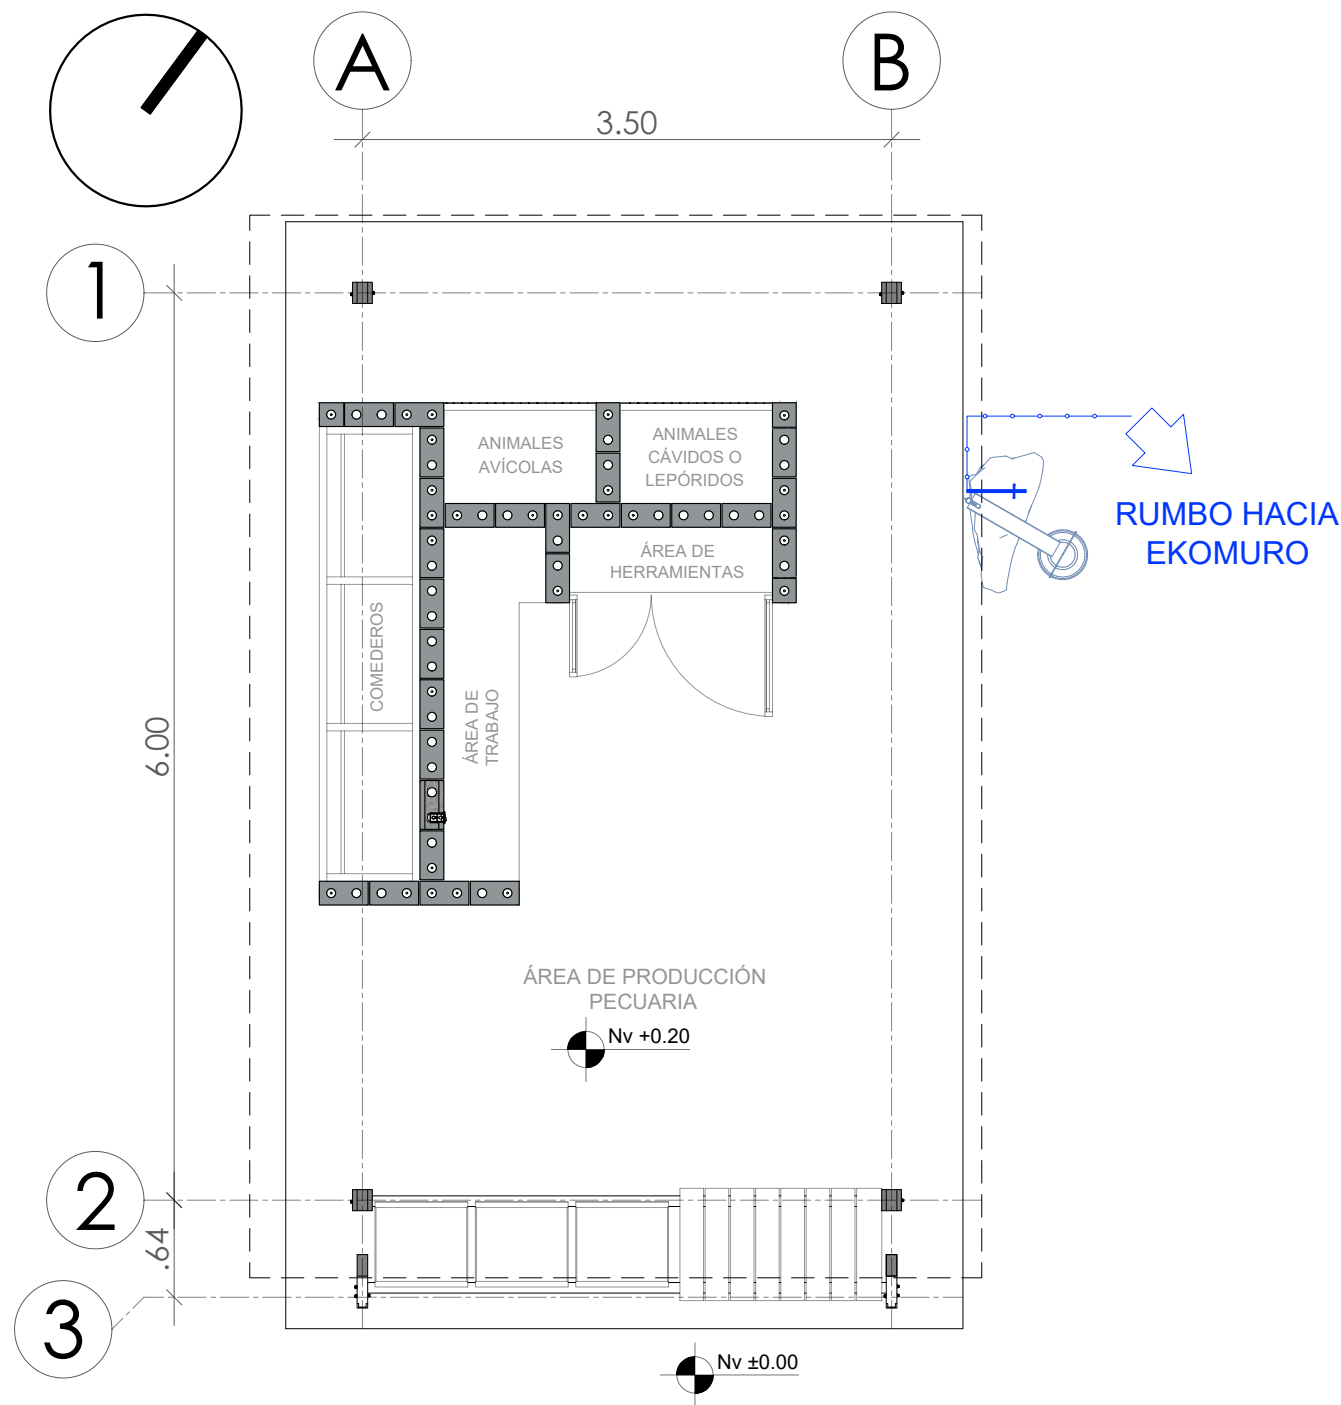 A
B
3.50
1
ANIMALES
AVÍCOLAS
ANIMALES
CÁVIDOS O
LEPÓRIDOS
RUMBO HACIA
EKOMURO
ÁREA DE
HERRAMIENTAS
COMEDEROS
ÁREA DE
TRABAJO
6.00
ÁREA DE PRODUCCIÓN
PECUARIA
Nv +0.20
2
.64
3
Nv ±0.00